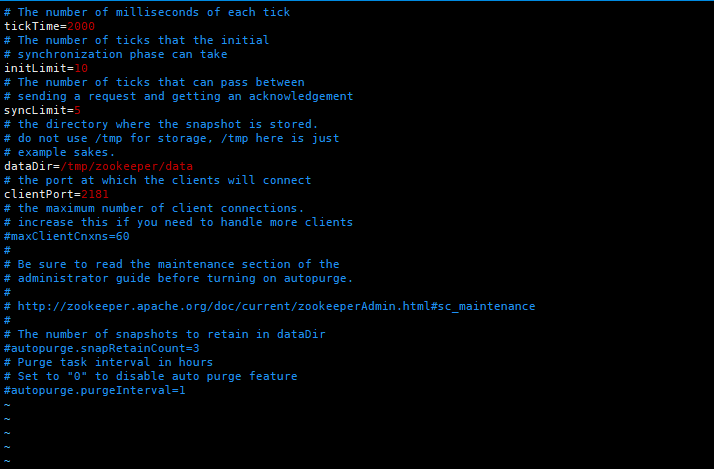 # The number of milliseconds of each tick
tickTime=2000
# The number of ticks that the initial
# synchronization phase can take
initLimit=10
# The number of ticks that can pass between
# sending a request and getting an acknowledgement
syncLimit=5
# the directory where the snapshot is stored.
# do not use /tmp for storage, /tmp here is just
# example sakes.
dataDir=/tmp/zookeeper/data
# the port at which the clients will connect
clientPort=2181
# the maximum number of client connections.
# increase this if you need to handle more clients
#maxClientCnxns=60
#
# Be sure to read the maintenance section of the
# administrator guide before turning on autopurge.
#
# http://zookeeper.apache.org/doc/current/zookeeperAdmin.html#sc_maintenance
#
# The number of snapshots to retain in dataDir
#autopurge.snapRetainCount=3
# Purge task interval in hours
# Set to "0" to disable auto purge feature
#autopurge.purgeInterval=1
~
~
~
~
~